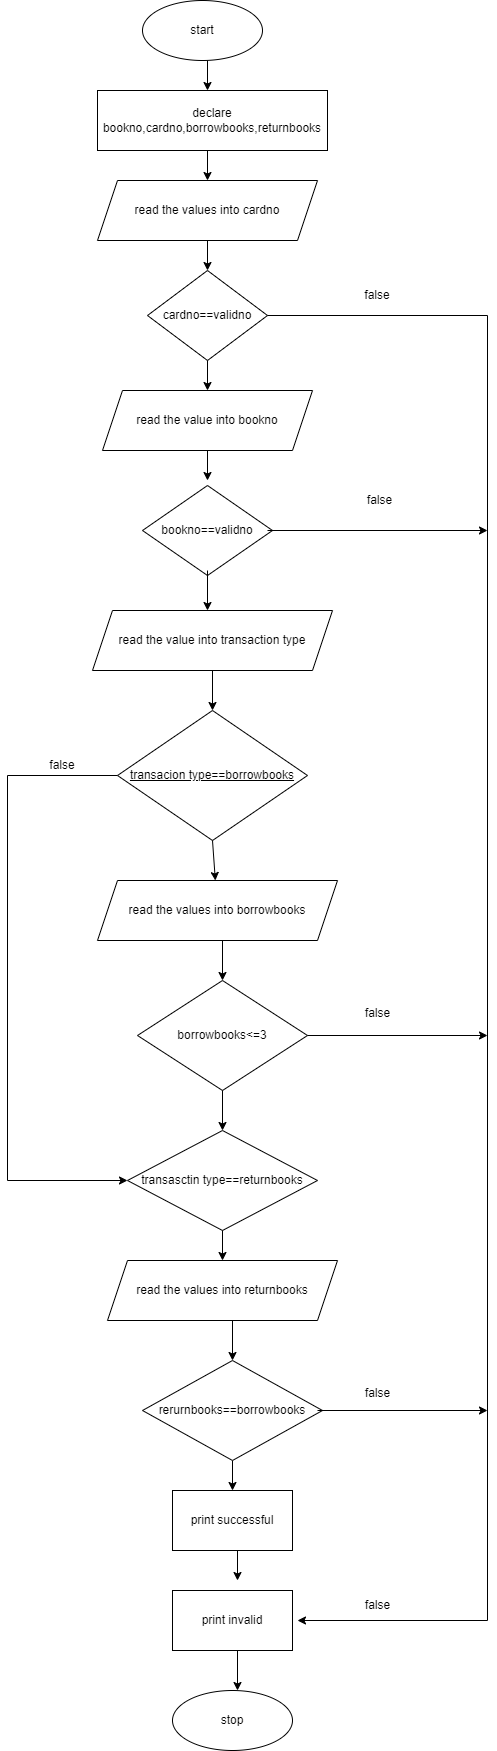 start
declare
bookno,cardno,borrowbooks,returnbooks
read the values into cardno
false
cardno==validno
read the value into bookno
false
bookno==validno
read the value into transaction type
false
transacion type==borrowbooks
read the values into borrowbooks
false
borrowbooks<=3
transasctin type==returnbooks
read the values into returnbooks
false
rerurnbooks==borrowbooks
print successful
false
print invalid
stop